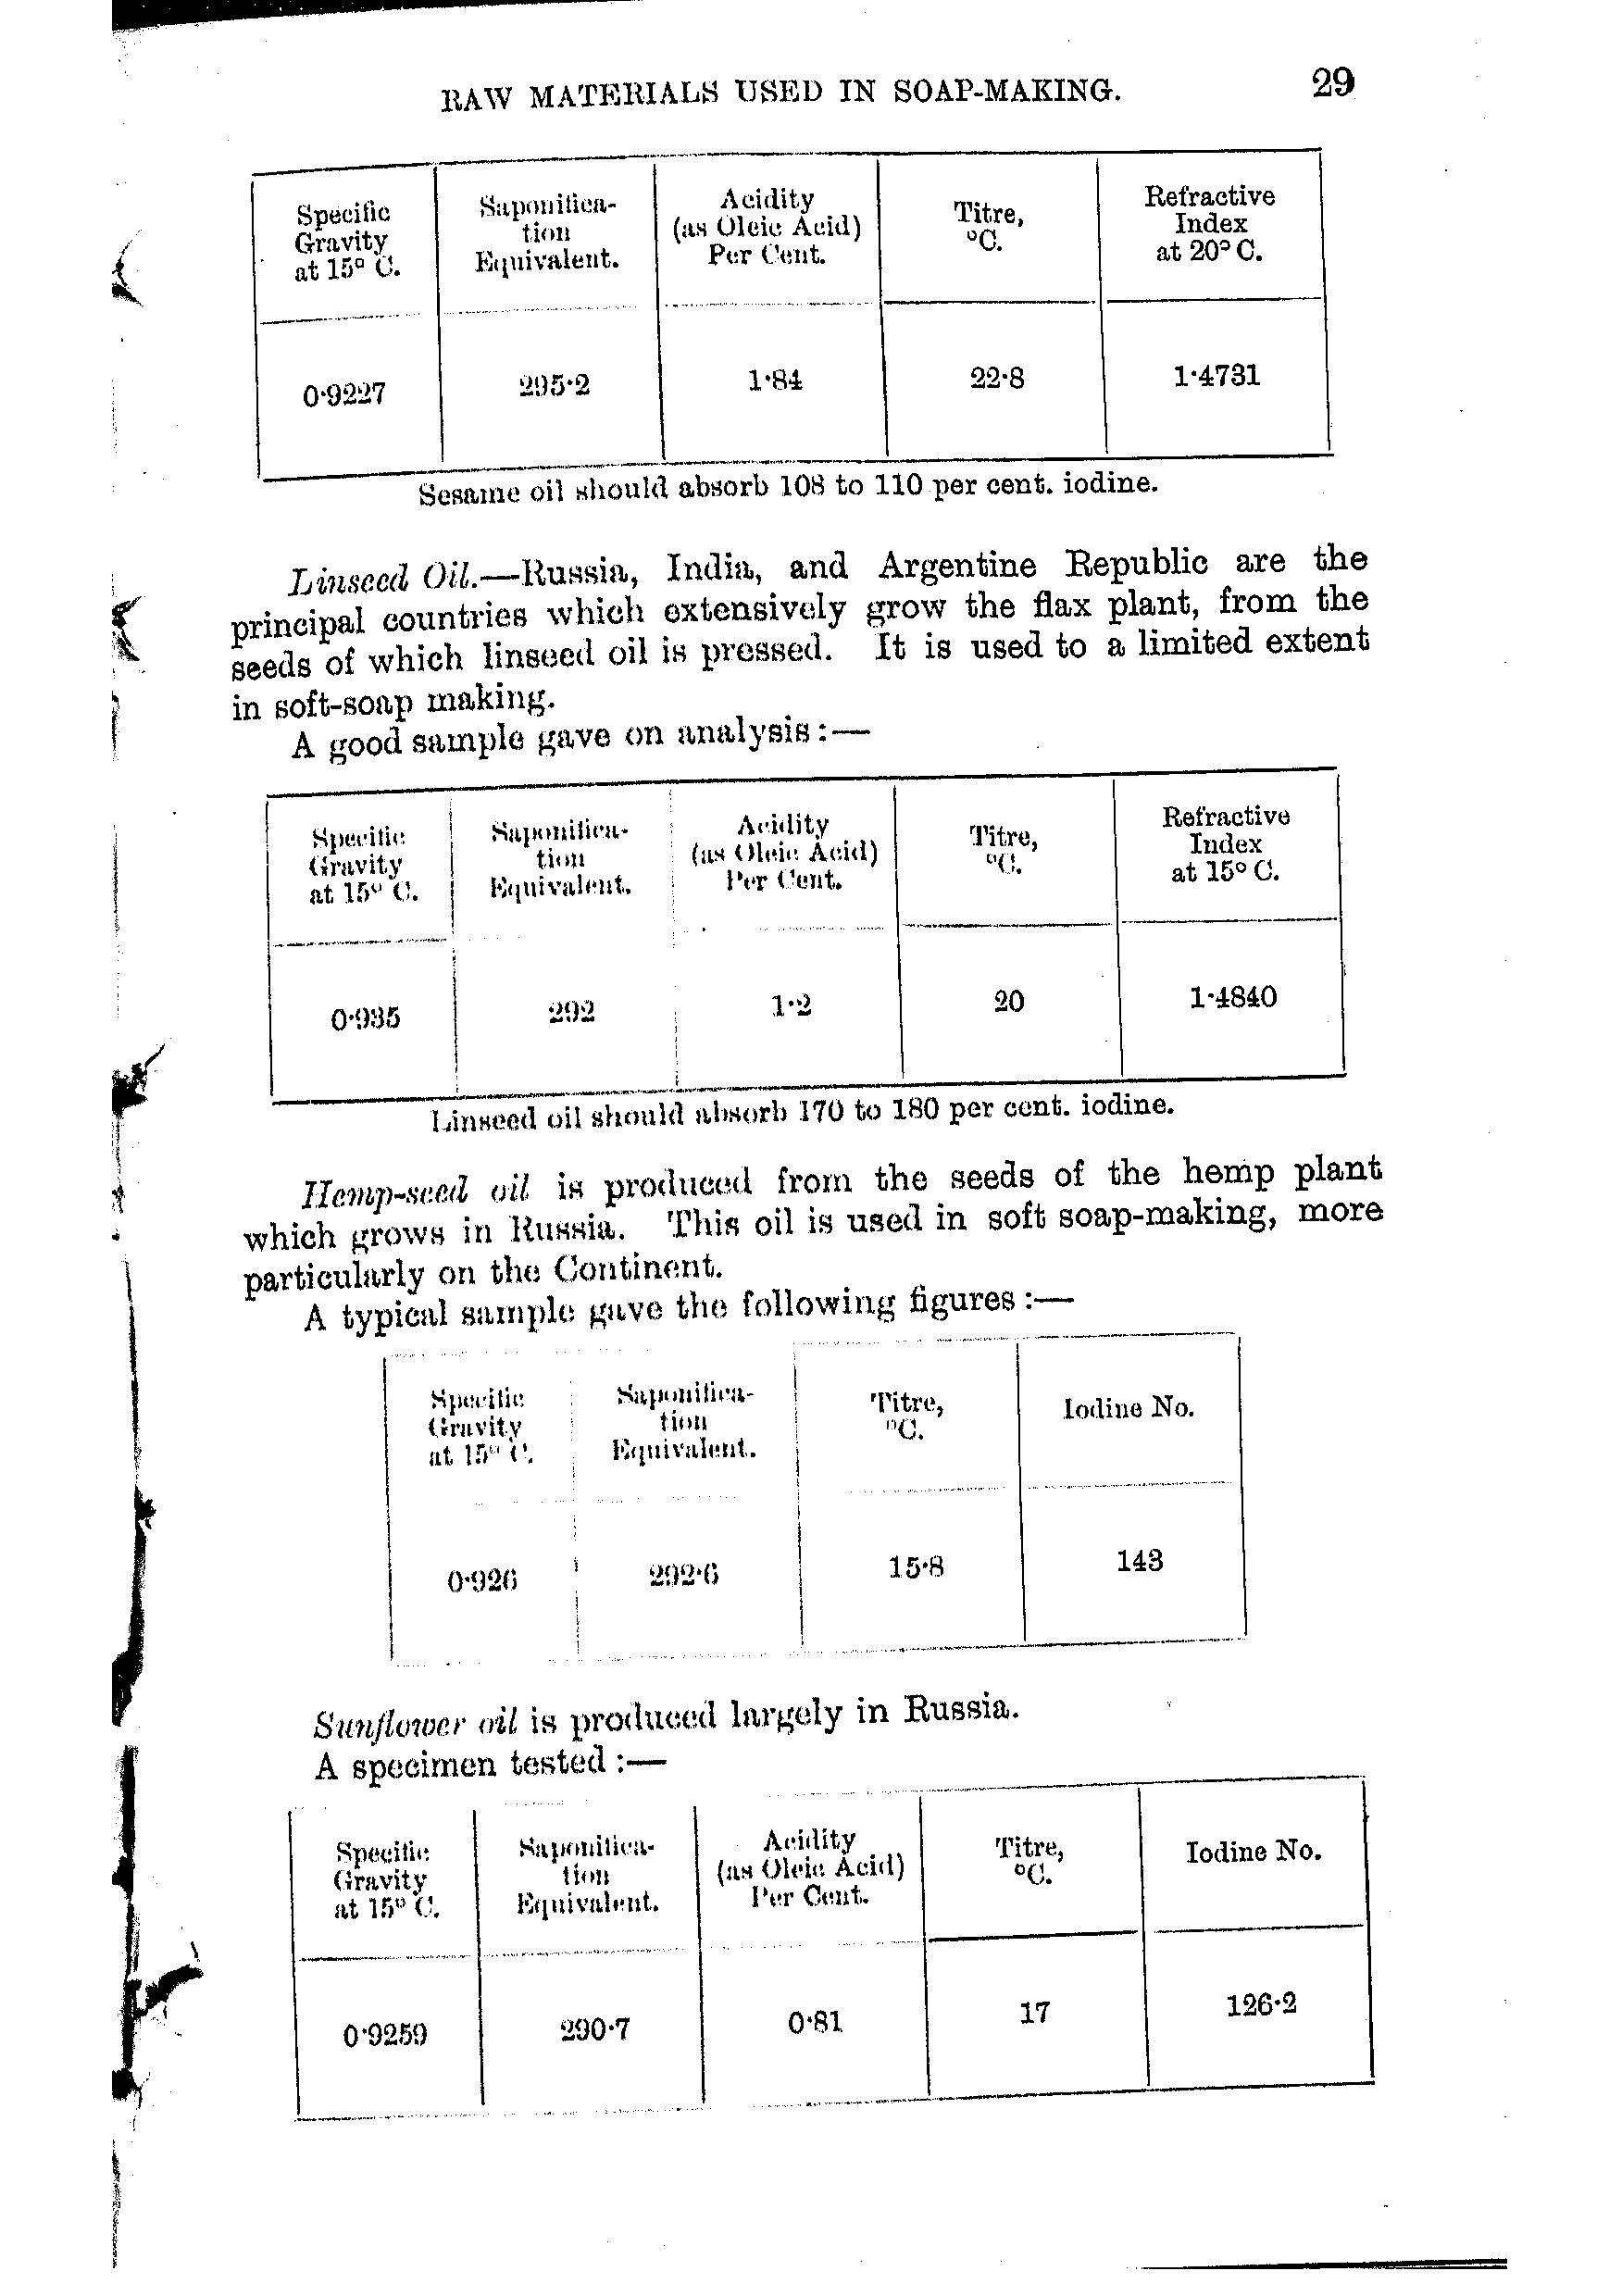 RAW MATERIALS USED IN SOAP-MAKING. 29
Specific Gravity at 15° C. Saponifica-tion Equivalent. Acidity (as Oleic Acid) Per Cent. Titre, °C. Refractive Index at 20° C.
0·9227 295·2 1·84 22·8 1·4731
Sesame oil should absorb 108 to 110 per cent. iodine.
Linseed Oil.—Russia, India, and Argentine Republic are the
principal countries which extensively grow the flax plant, from the
seeds of which linseed oil is pressed. It is used to a limited extent
in soft-soap making.
A good sample gave on analysis:—
Specific Gravity at 15° C. Saponifica-tion Equivalent. Acidity (as Oleic Acid) Per Cent. Titre, °C. Refractive Index at 15° C.
0·935 292 1·2 20 1·4840
Linseed oil should absorb 170 to 180 per cent. iodine.
Hemp-seed oil is produced from the seeds of the hemp plant
which grows in Russia. This oil is used in soft soap-making, more
particularly on the Continent.
A typical sample gave the following figures:—
Specific Gravity at 15° C. Saponifica-tion Equivalent. Titre, °C. Iodine No.
0·926 292·6 15·8 143
Sunflower oil is produced largely in Russia.
A specimen tested:—
Specific Gravity at 15° C. Saponifica-tion Equivalent. Acidity (as Oleic Acid) Per Cent. Titre, °C. Iodine No.
0·9259 290·7 0·81 17 126·2